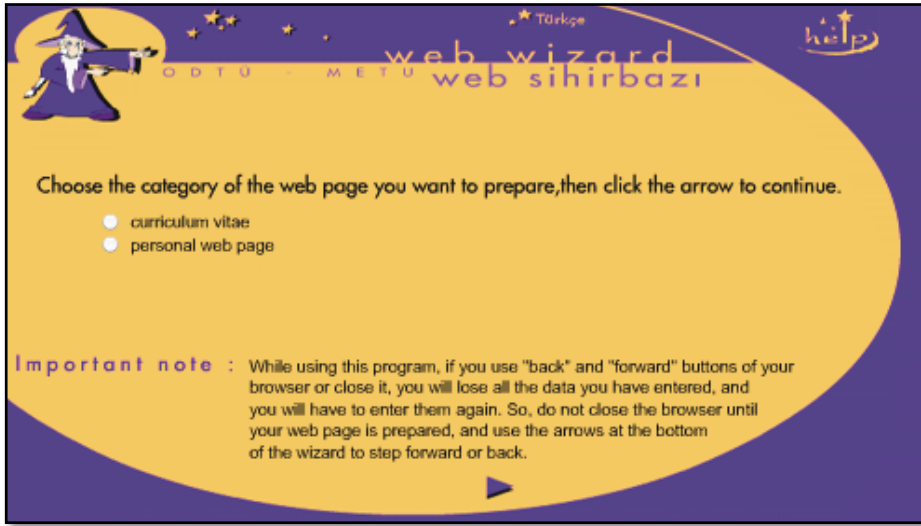 Türkçe
help
web wizard
ODTÜ - METU web sihirbazı
Choose the category of the web page you want to prepare,then click the arrow to continue.
curriculum vitae
personal web page
Important note : While using this program, if you use "back" and "forward" buttons of your
browser or close it, you will lose all the data you have entered, and
you will have to enter them again. So, do not close the browser until
your web page is prepared, and use the arrows at the bottom
of the wizard to step forward or back.